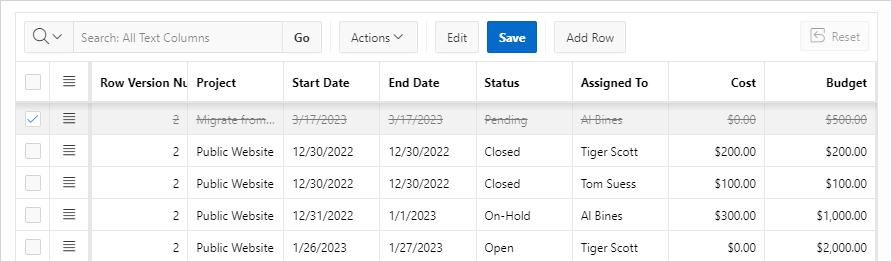 Search: All Text Columns Go Actions Edit Save Add Row Reset
Row Version Nu Project Start Date End Date Status Assigned To Cost Budget
2 Migrate from... 3/17/2023 3/17/2023 Pending Al Bines $0.00 $500.00
2 Public Website 12/30/2022 12/30/2022 Closed Tiger Scott $200.00 $200.00
2 Public Website 12/30/2022 12/30/2022 Closed Tom Suess $100.00 $100.00
2 Public Website 12/31/2022 1/1/2023 On-Hold Al Bines $300.00 $1,000.00
2 Public Website 1/26/2023 1/27/2023 Open Tiger Scott $0.00 $2,000.00